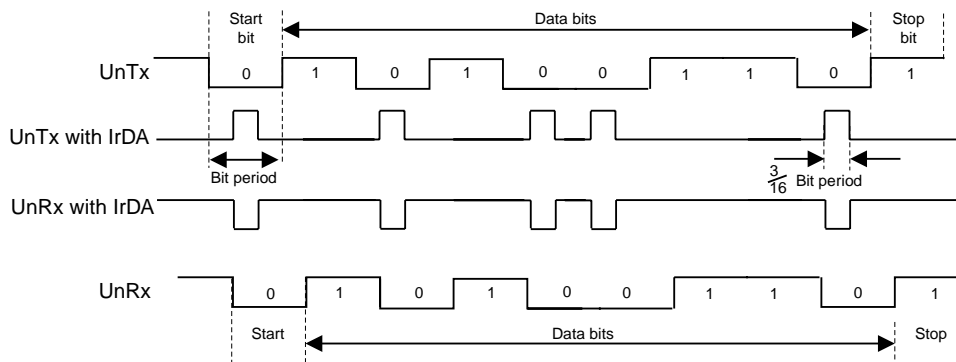 Start
bit
Data bits
Stop
bit
UnTx
0 1 0 1 0 0 1 1 0 1
UnTx with IrDA
Bit period
3/16
Bit period
UnRx with IrDA
UnRx
0 1 0 1 0 0 1 1 0 1
Start
Data bits
Stop